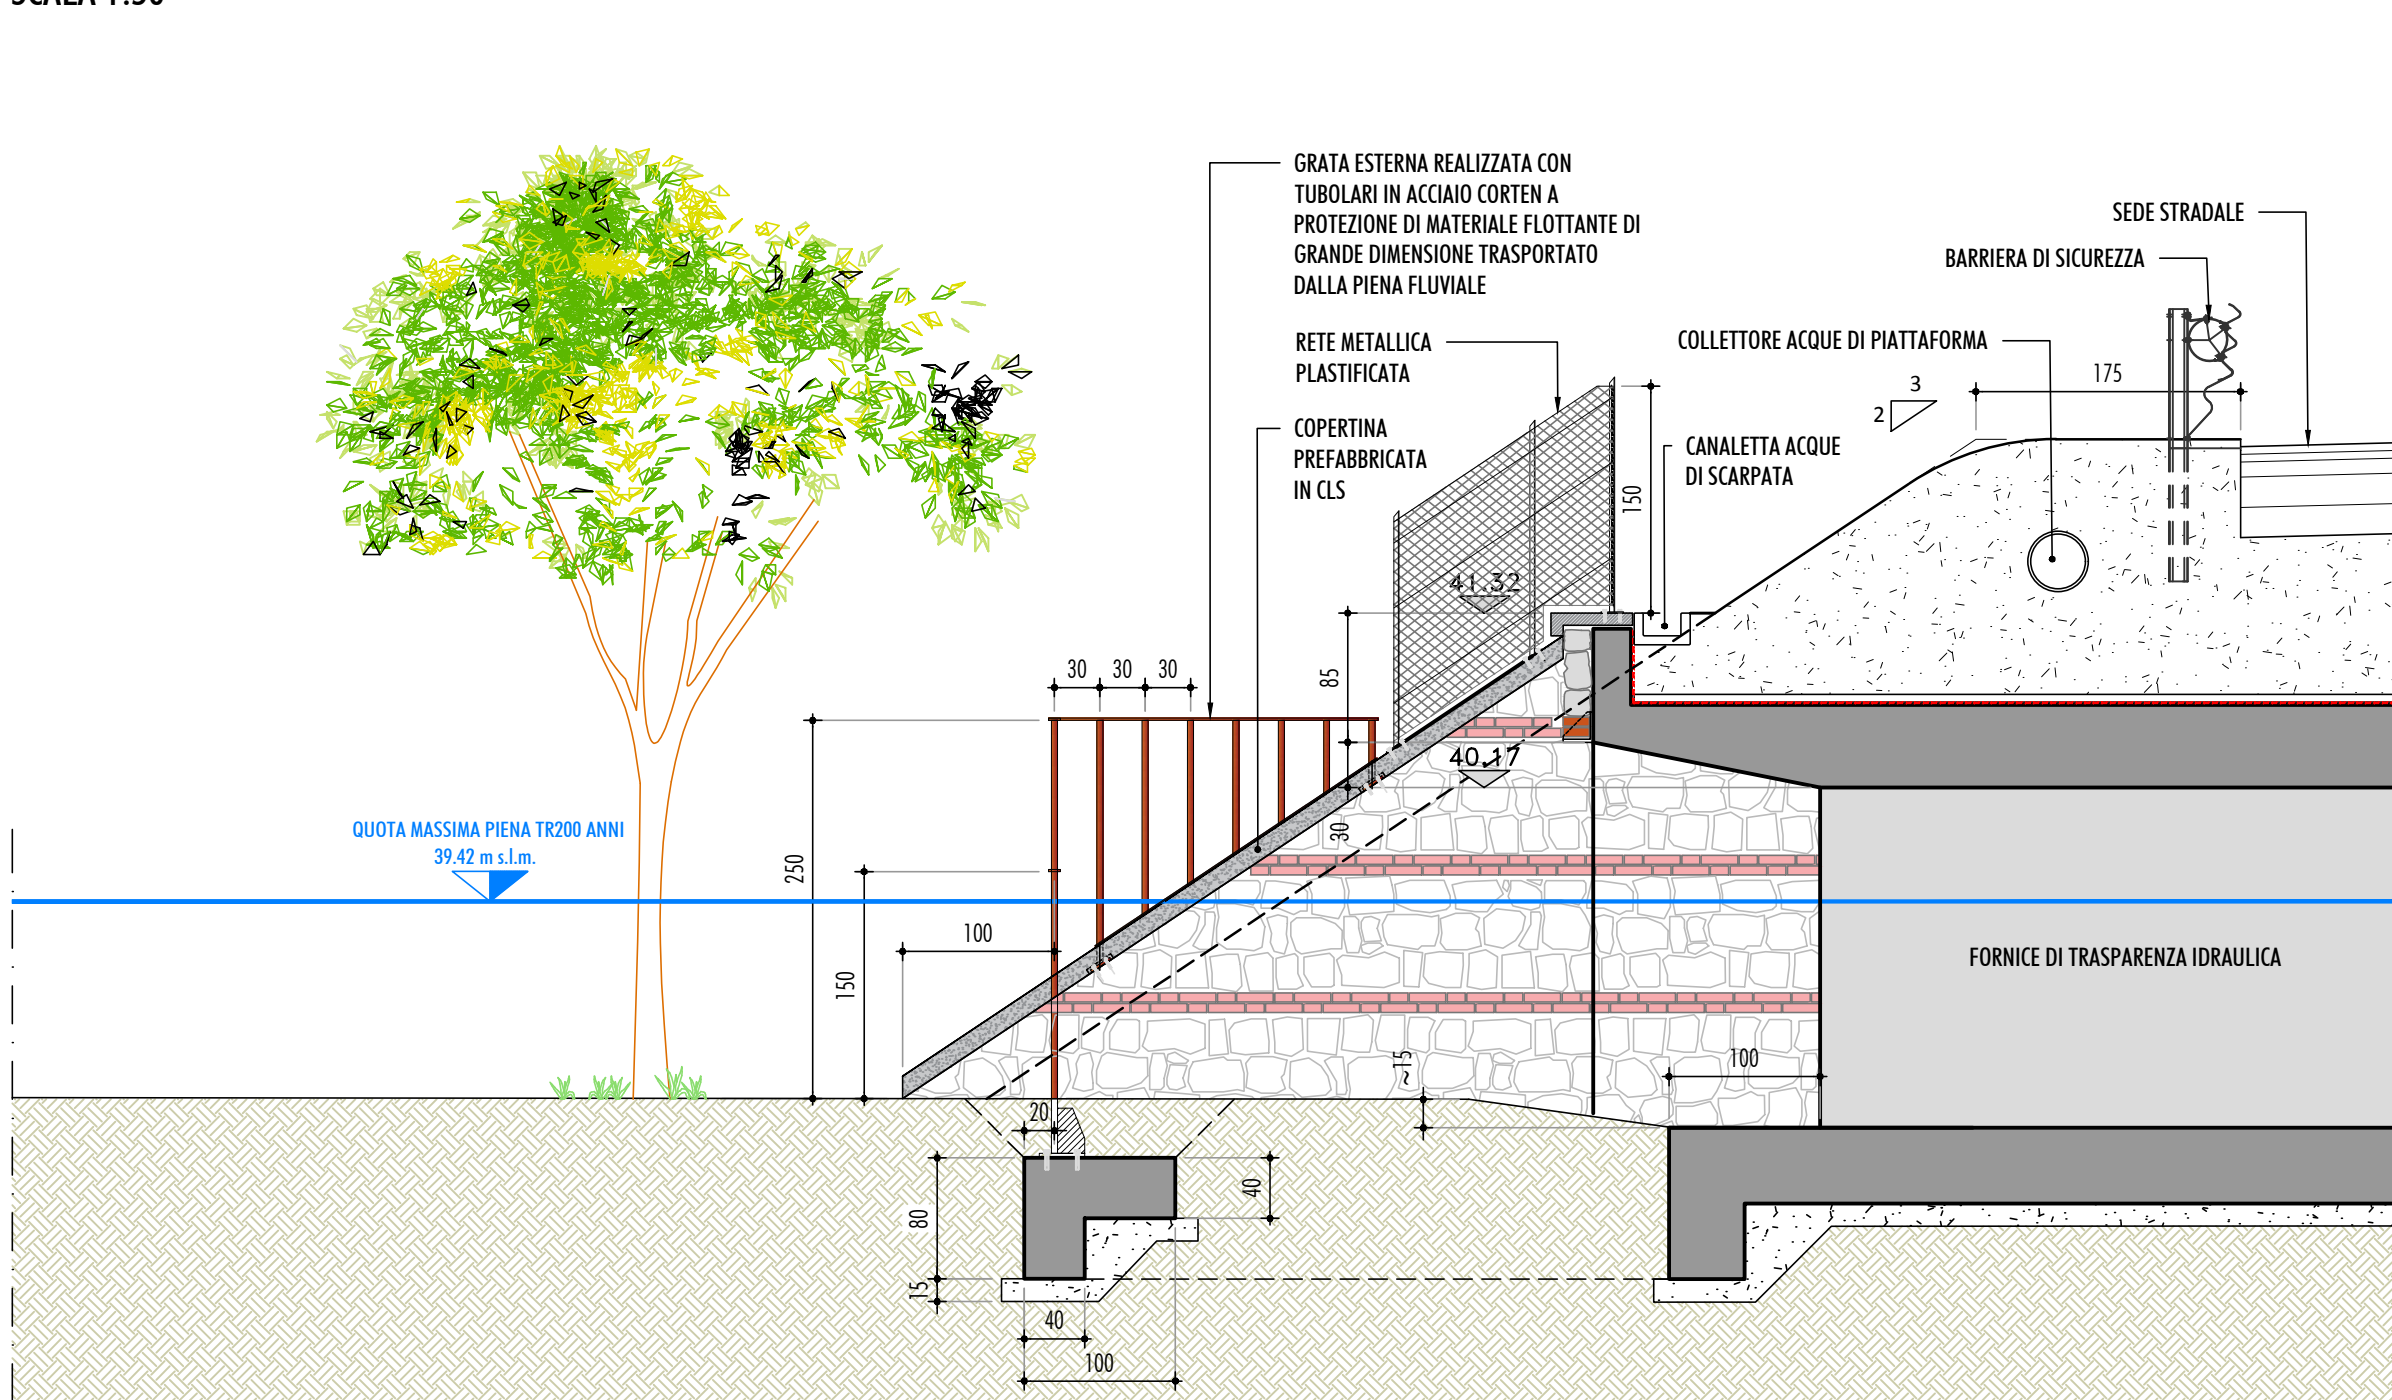 SCALA 1:50
GRATA ESTERNA REALIZZATA CON
TUBOLARI IN ACCIAIO CORTEN A
PROTEZIONE DI MATERIALE FLOTTANTE DI
GRANDE DIMENSIONE TRASPORTATO
DALLA PIENA FLUVIALE
SEDE STRADALE
BARRIERA DI SICUREZZA
RETE METALLICA
PLASTIFICATA
COLLETTORE ACQUE DI PIATTAFORMA
175
3
2
COPERTINA
PREFABBRICATA
IN CLS
CANALETTA ACQUE
DI SCARPATA
150
41.32
85
30 30 30
40.17
30
QUOTA MASSIMA PIENA TR200 ANNI
39.42 m s.l.m.
250
150
100
FORNICE DI TRASPARENZA IDRAULICA
~15
100
20
80
40
15
40
100